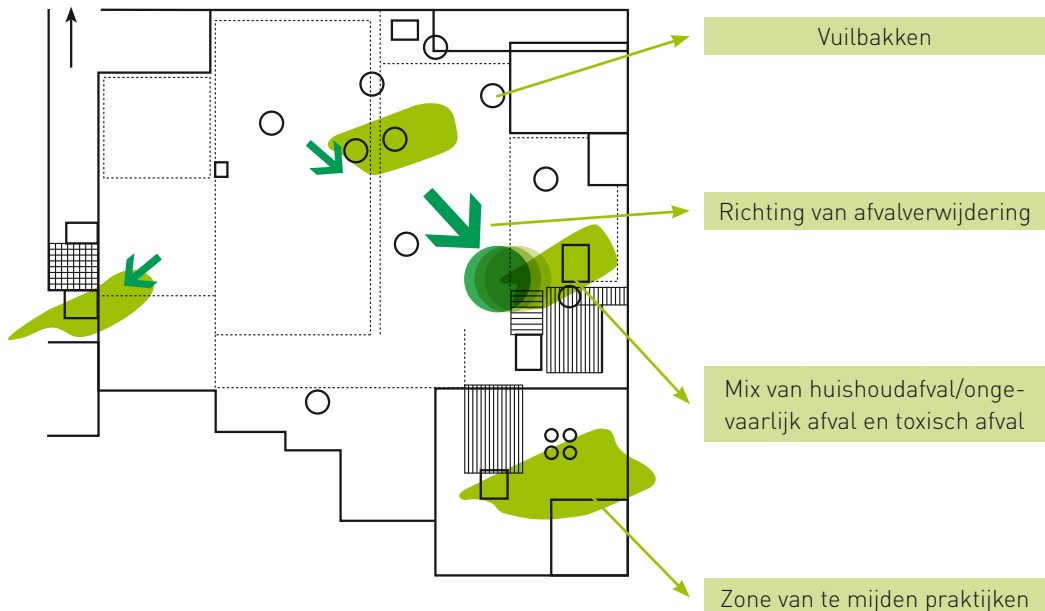 Vuilbakken
Richting van afvalverwijdering
Mix van huishoudafval/onge-
vaarlijk afval en toxisch afval
Zone van te mijden praktijken